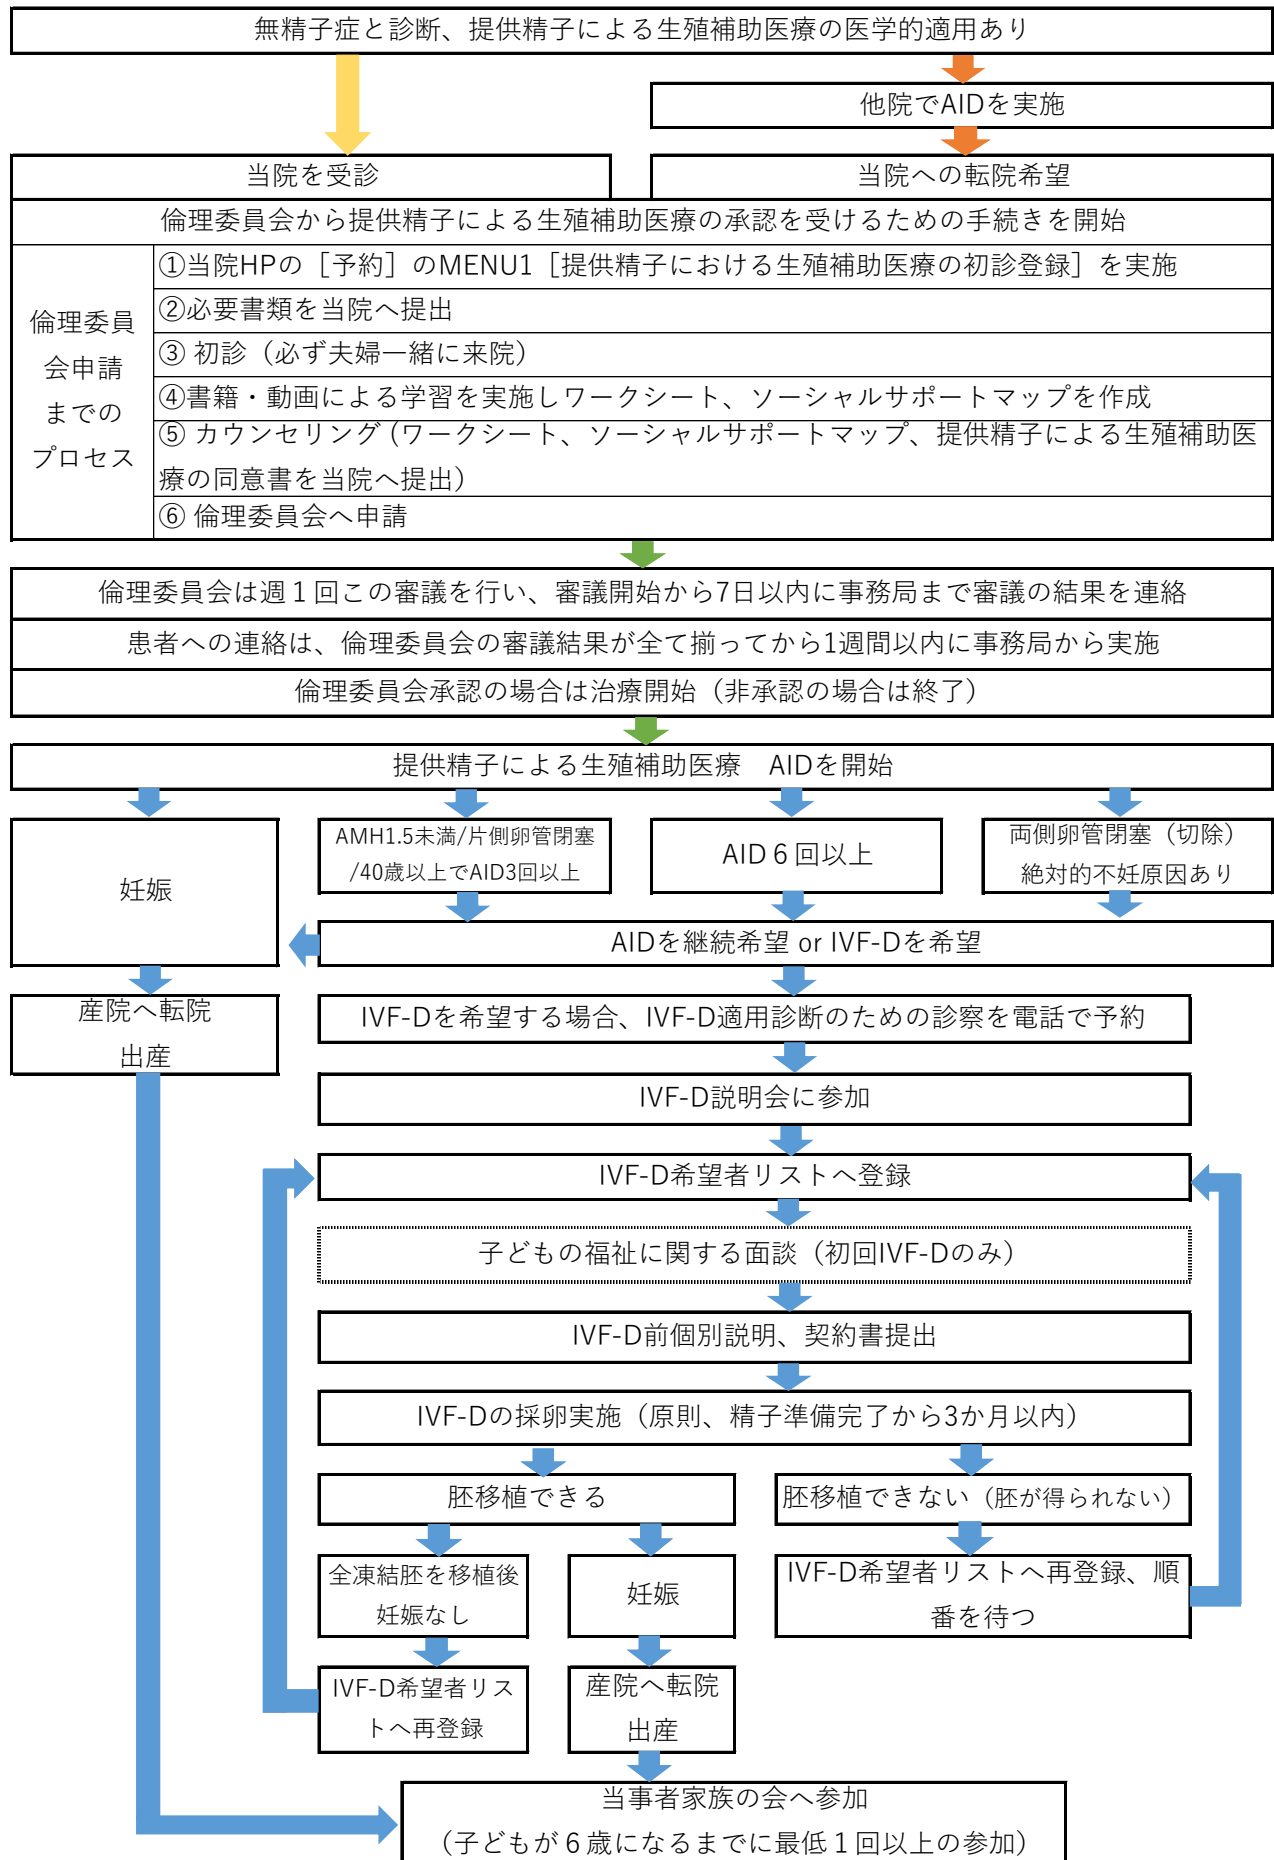 無精子症と診断、提供精子による生殖補助医療の医学的適用あり
他院でAIDを実施
当院を受診
当院への転院希望
倫理委員会から提供精子による生殖補助医療の承認を受けるための手続きを開始
倫理委員
会申請
までの
プロセス
①当院HPの［予約］のMENU1［提供精子における生殖補助医療の初診登録］を実施
②必要書類を当院へ提出
③ 初診（必ず夫婦一緒に来院）
④書籍・動画による学習を実施しワークシート、ソーシャルサポートマップを作成
⑤ カウンセリング (ワークシート、ソーシャルサポートマップ、提供精子による生殖補助医
療の同意書を当院へ提出）
⑥ 倫理委員会へ申請
倫理委員会は週１回この審議を行い、審議開始から7日以内に事務局まで審議の結果を連絡
患者への連絡は、倫理委員会の審議結果が全て揃ってから1週間以内に事務局から実施
倫理委員会承認の場合は治療開始（非承認の場合は終了）
提供精子による生殖補助医療　AIDを開始
妊娠
AMH1.5未満/片側卵管閉塞
/40歳以上でAID3回以上
AID６回以上
両側卵管閉塞（切除）
絶対的不妊原因あり
AIDを継続希望 or IVF-Dを希望
産院へ転院
出産
IVF-Dを希望する場合、IVF-D適用診断のための診察を電話で予約
IVF-D説明会に参加
IVF-D希望者リストへ登録
子どもの福祉に関する面談（初回IVF-Dのみ）
IVF-D前個別説明、契約書提出
IVF-Dの採卵実施（原則、精子準備完了から3か月以内）
胚移植できる
胚移植できない（胚が得られない）
全凍結胚を移植後
妊娠なし
妊娠
IVF-D希望者リストへ再登録、順
番を待つ
IVF-D希望者リス
トへ再登録
産院へ転院
出産
当事者家族の会へ参加
（子どもが６歳になるまでに最低１回以上の参加）